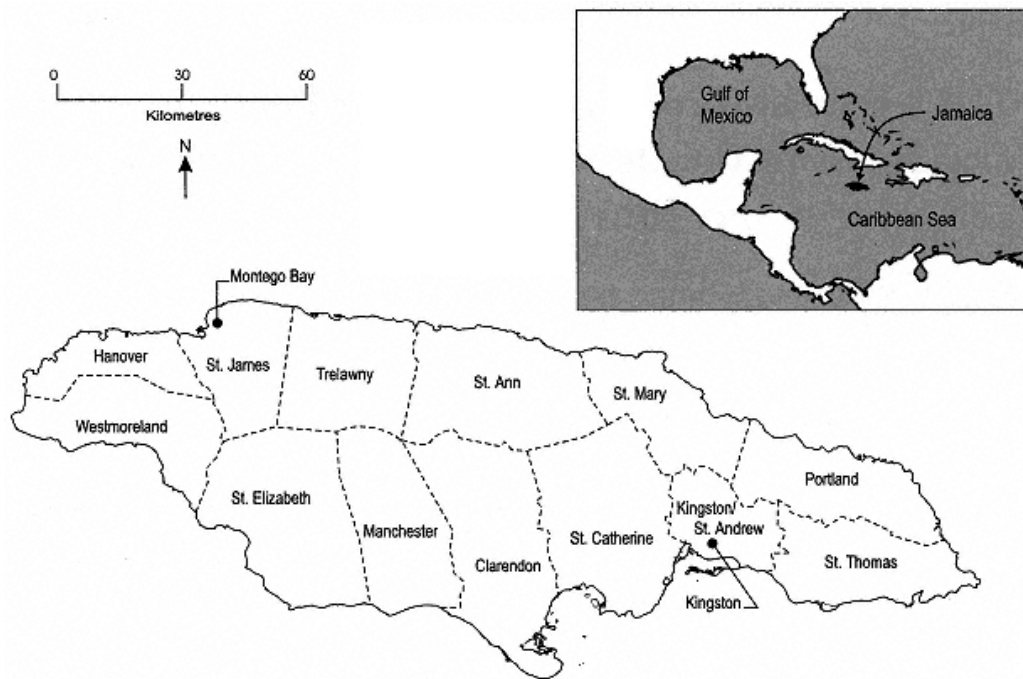 0 30 60
Kilometres
N
Gulf of
Mexico
Jamaica
Caribbean Sea
Montego Bay
Hanover
St. James
Trelawny
St. Ann
St. Mary
Westmoreland
Portland
St. Elizabeth
Kingston/
St. Andrew
Manchester
St. Catherine
Clarendon
St. Thomas
Kingston